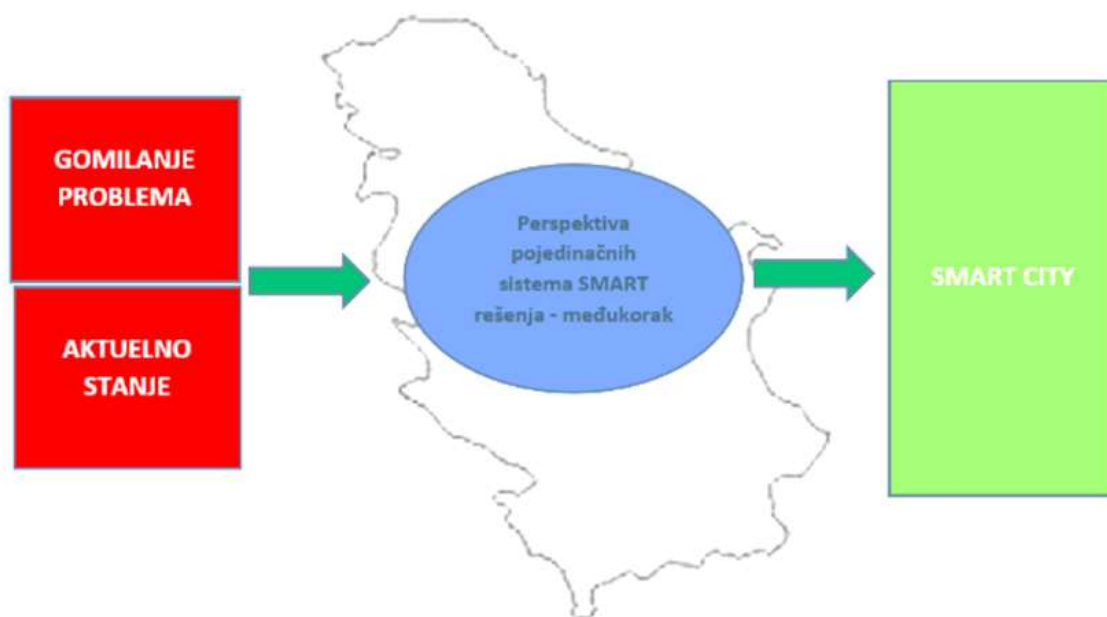 GOMILANJE
PROBLEMA
AKTUELNO
STANJE
Perspektiva
pojedinačnih
sistema SMART
rešenja - međukorak
SMART CITY